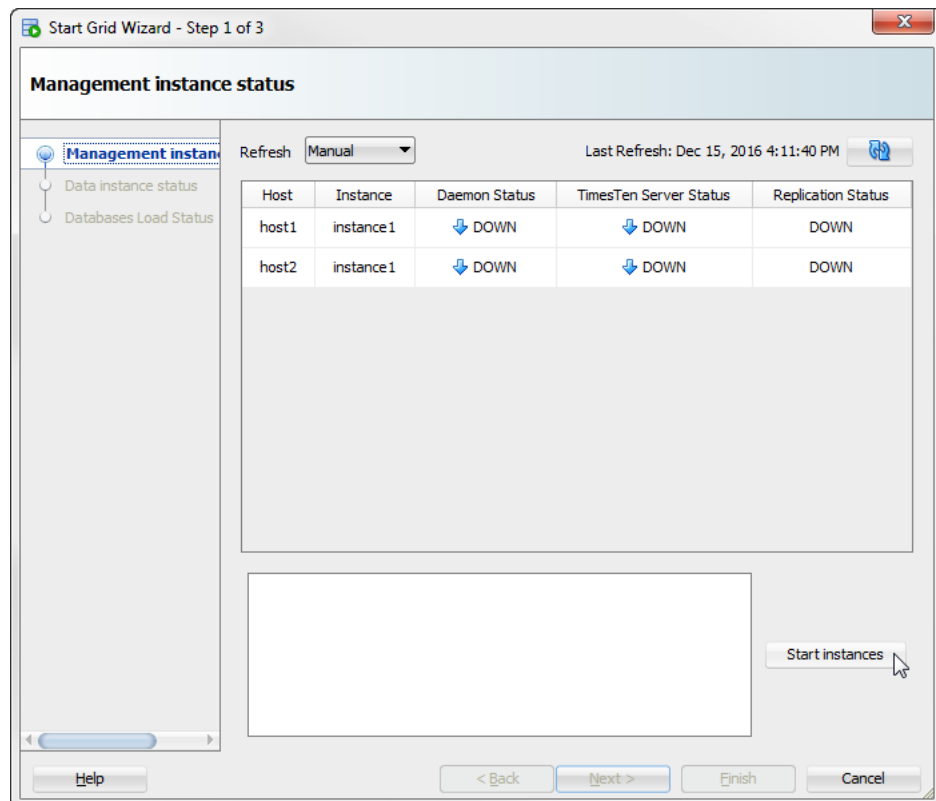 Start Grid Wizard - Step 1 of 3
Management instance status
Management instan
Data instance status
Databases Load Status
Refresh Manual Last Refresh: Dec 15, 2016 4:11:40 PM
Host Instance Daemon Status TimesTen Server Status Replication Status
host1 instance1 DOWN DOWN DOWN
host2 instance1 DOWN DOWN DOWN
Start instances
Help < Back Next > Finish Cancel